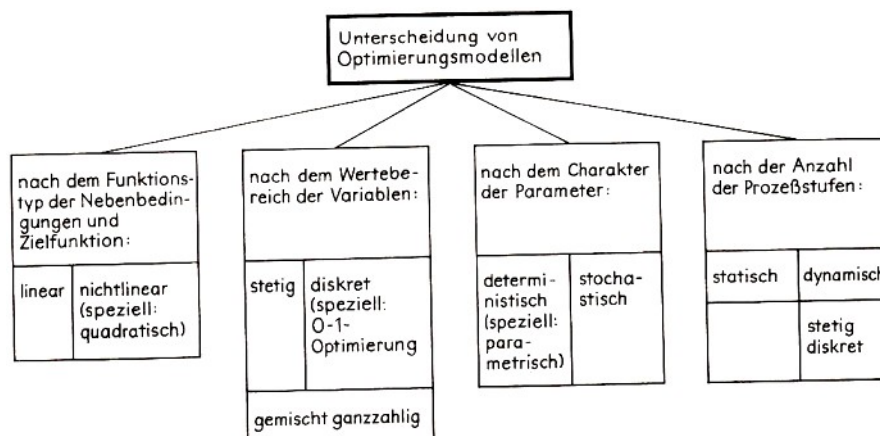 Unterscheidung von
Optimierungsmodellen
nach dem Funktions-
typ der Nebenbedin-
gungen und
Zielfunktion:
linear
nichtlinear
(speziell:
quadratisch)
nach dem Wertebe-
reich der Variablen:
stetig
diskret
(speziell:
0-1-
Optimierung
gemischt ganzzahlig
nach dem Charakter
der Parameter:
determi-
nistisch
(speziell:
para-
metrisch)
stocha-
stisch
nach der Anzahl
der Prozeßstufen:
statisch
dynamisch
stetig
diskret